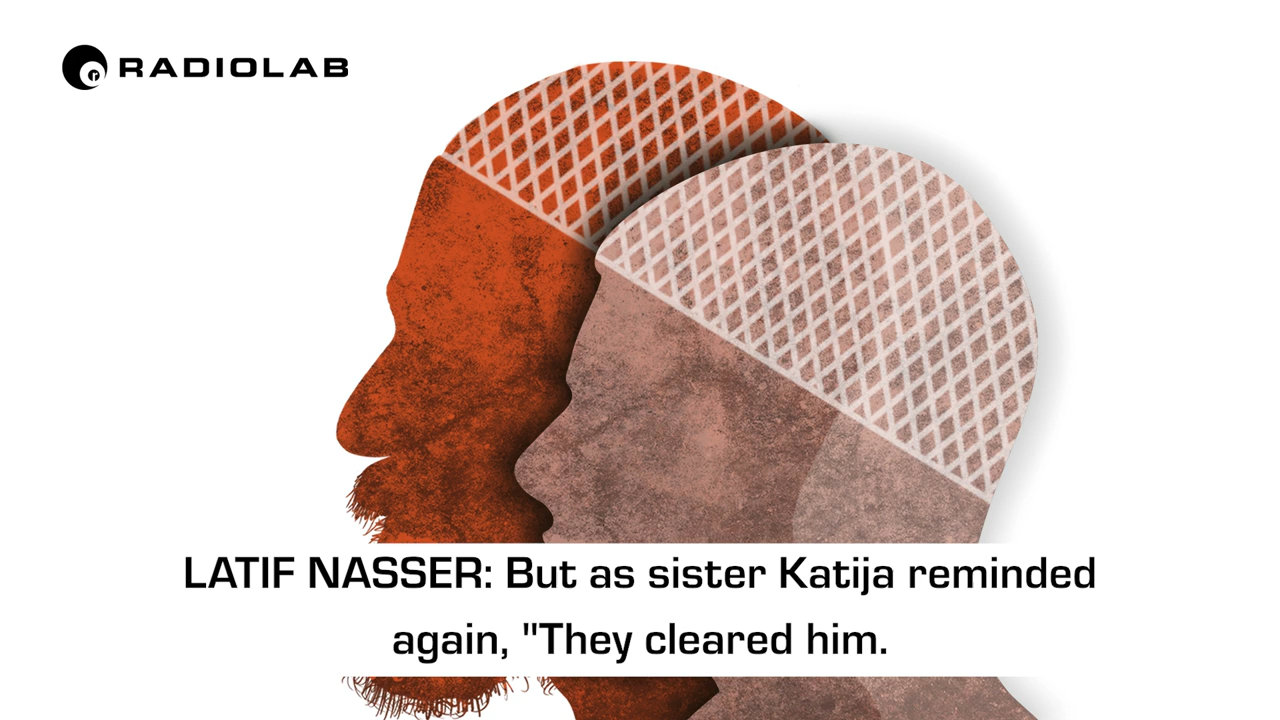 RADIOLAB
LATIF NASSER: But as sister Katija reminded
again, "They cleared him.